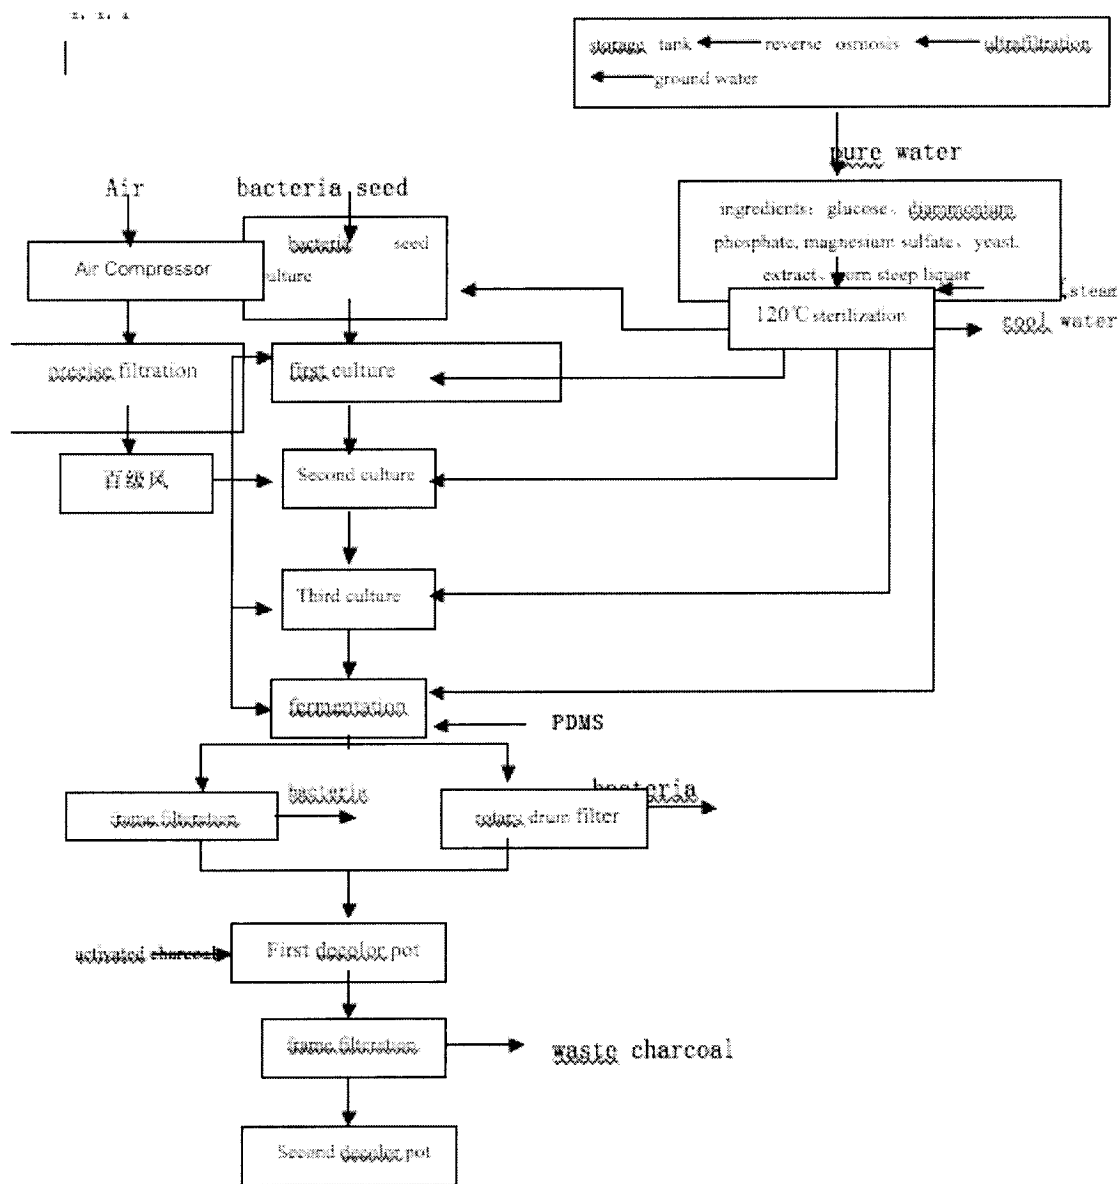 storage tank reverse osmosis ultrafiltration
ground water
pure water
Air
bacteria seed
ingredients: glucose、diammonium
phosphate, magnesium sulfate、yeast
extract、corn steep liquor
bacteria seed
culture
Air Compressor
steam
120℃ sterilization
cool water
precise filtration
first culture
百级风
Second culture
Third culture
fermentation
PDMS
bacteria
bacteria
frame filteration
rotary drum filter
activated charcoal
First decolor pot
frame filteration
waste charcoal
Second decolor pot